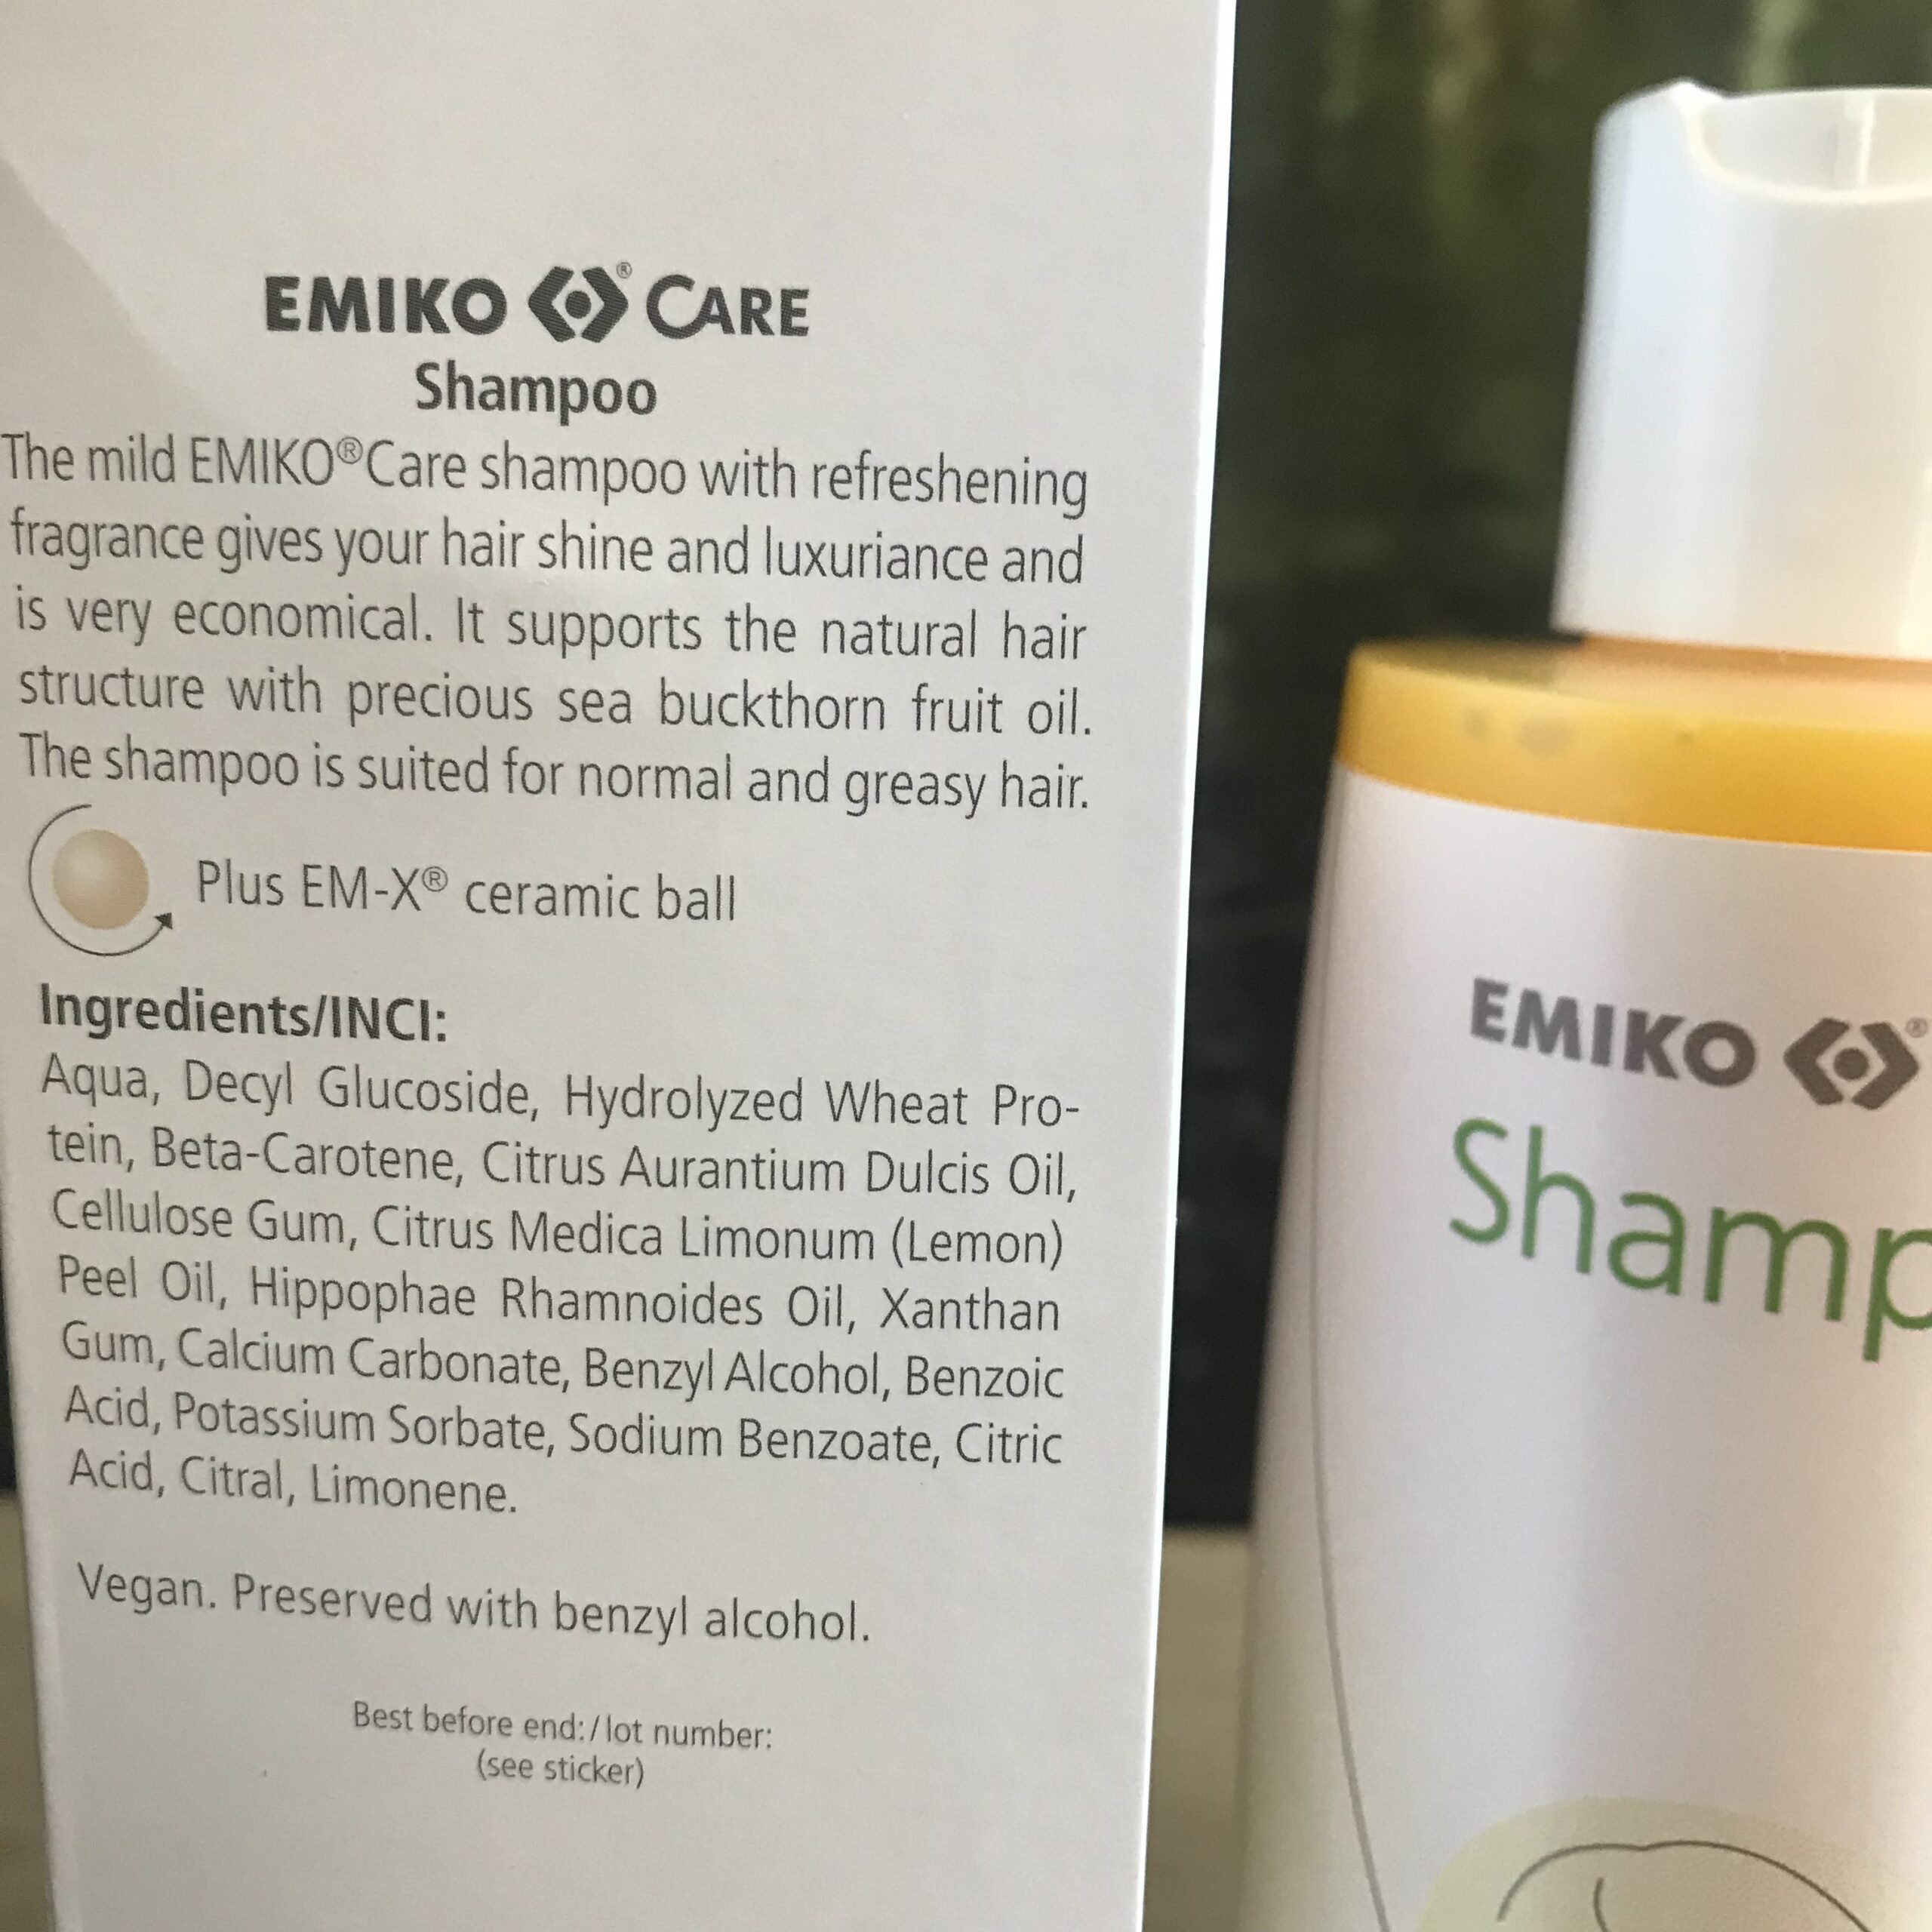 EMIKO ® CARE
Shampoo
The mild EMIKO®Care shampoo with refreshening
fragrance gives your hair shine and luxuriance and
is very economical. It supports the natural hair
structure with precious sea buckthorn fruit oil.
The shampoo is suited for normal and greasy hair.
Plus EM-X® ceramic ball
Ingredients/INCI:
Aqua, Decyl Glucoside, Hydrolyzed Wheat Pro-
tein, Beta-Carotene, Citrus Aurantium Dulcis Oil,
Cellulose Gum, Citrus Medica Limonum (Lemon)
Peel Oil, Hippophae Rhamnoides Oil, Xanthan
Gum, Calcium Carbonate, Benzyl Alcohol, Benzoic
Acid, Potassium Sorbate, Sodium Benzoate, Citric
Acid, Citral, Limonene.
Vegan. Preserved with benzyl alcohol.
Best before end:/lot number:
(see sticker)
EMIKO ®
Shamp